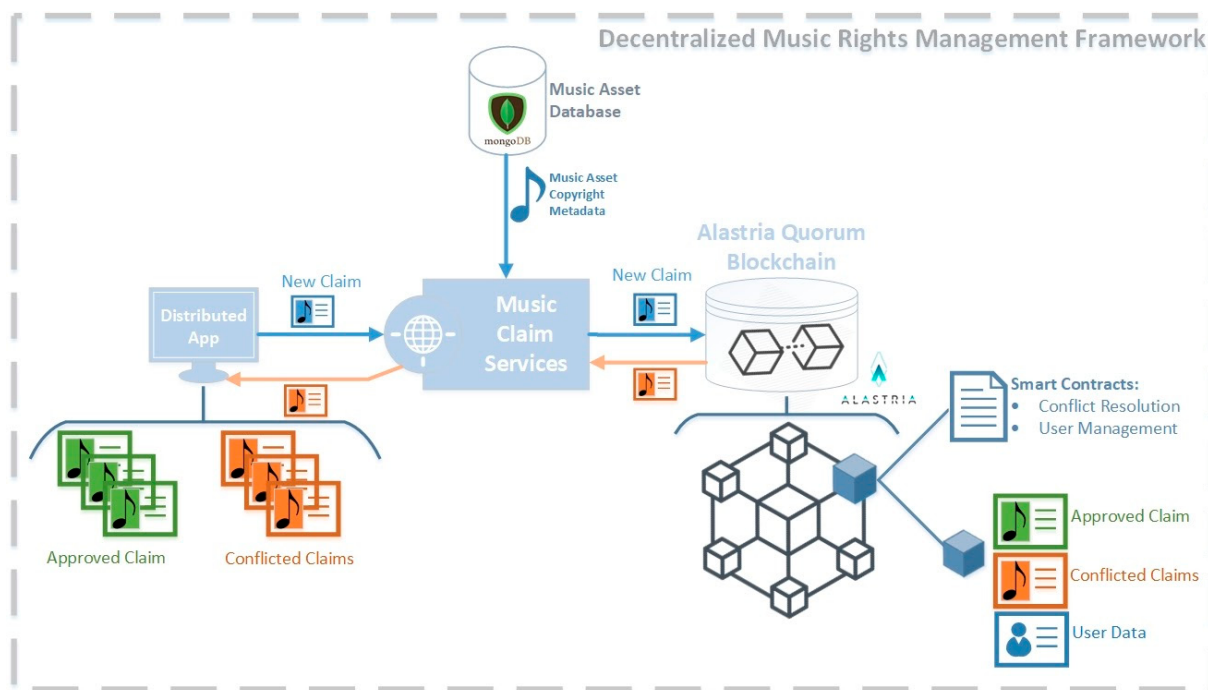 Decentralized Music Rights Management Framework
Music Asset
Database
mongoDB
Music Asset
Copyright
Metadata
Alastria Quorum
Blockchain
New Claim
New Claim
Distributed
App
Music
Claim
Services
ALASTRIA
Smart Contracts:
• Conflict Resolution
• User Management
Approved Claim
Conflicted Claims
Approved Claim
Conflicted Claims
User Data